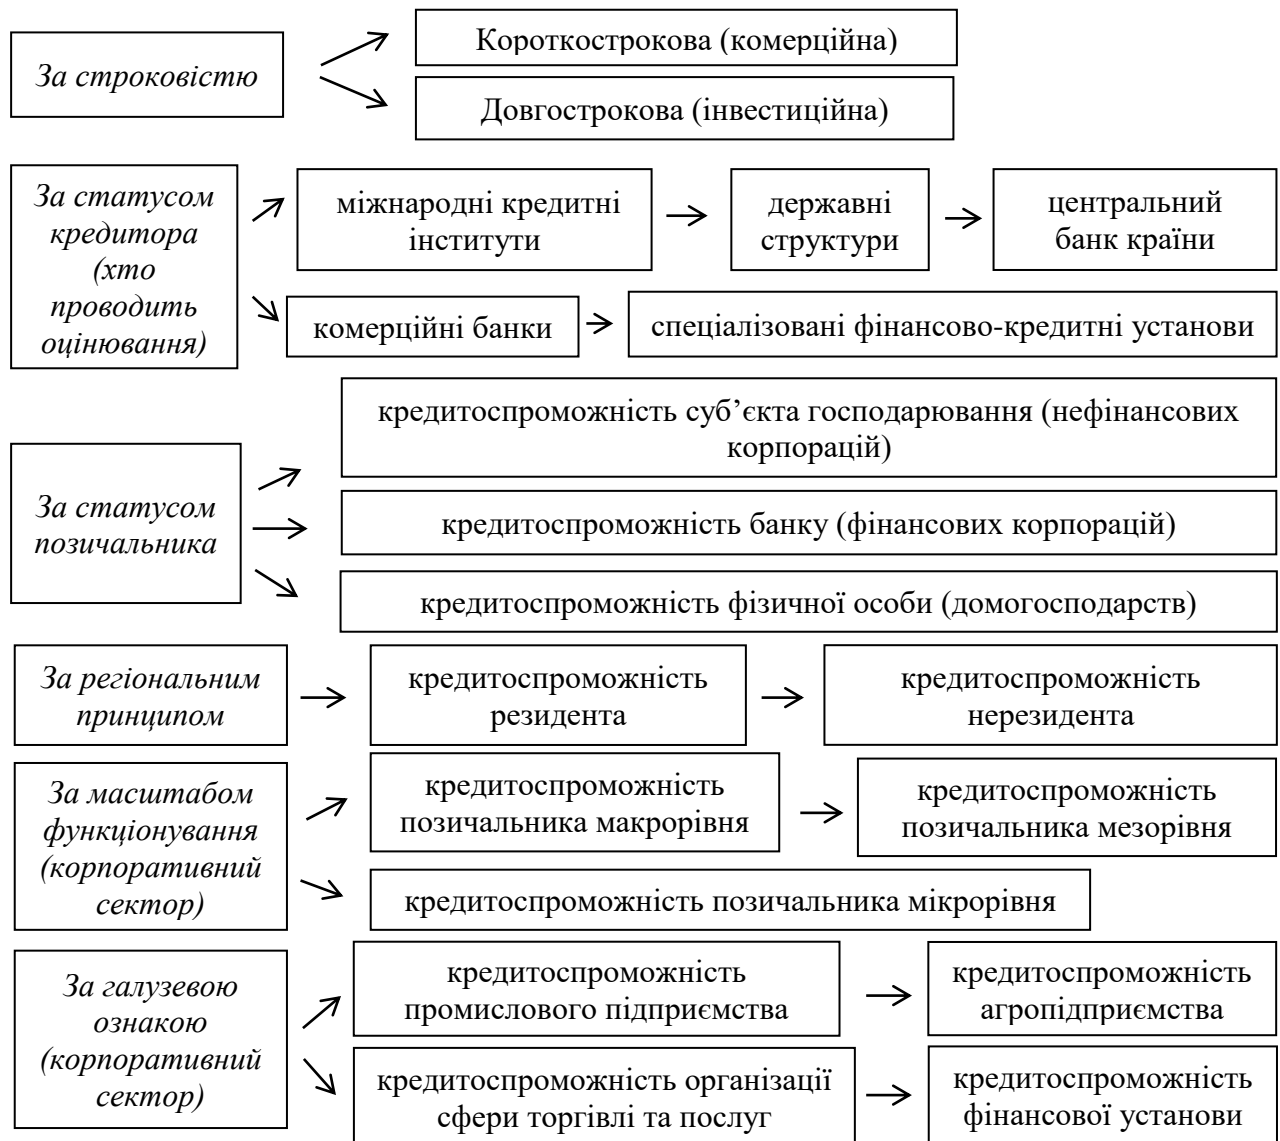 За строковістю
Короткострокова (комерційна)
Довгострокова (інвестиційна)
За статусом
кредитора
(хто
проводить
оцінювання)
міжнародні кредитні
інститути
державні
структури
центральний
банк країни
комерційні банки
спеціалізовані фінансово-кредитні установи
За статусом
позичальника
кредитоспроможність суб’єкта господарювання (нефінансових
корпорацій)
кредитоспроможність банку (фінансових корпорацій)
кредитоспроможність фізичної особи (домогосподарств)
За регіональним
принципом
кредитоспроможність
резидента
кредитоспроможність
нерезидента
За масштабом
функціонування
(корпоративний
сектор)
кредитоспроможність
позичальника макрорівня
кредитоспроможність
позичальника мезорівня
кредитоспроможність позичальника мікрорівня
За галузевою
ознакою
(корпоративний
сектор)
кредитоспроможність
промислового підприємства
кредитоспроможність
агропідприємства
кредитоспроможність організації
сфери торгівлі та послуг
кредитоспроможність
фінансової установи